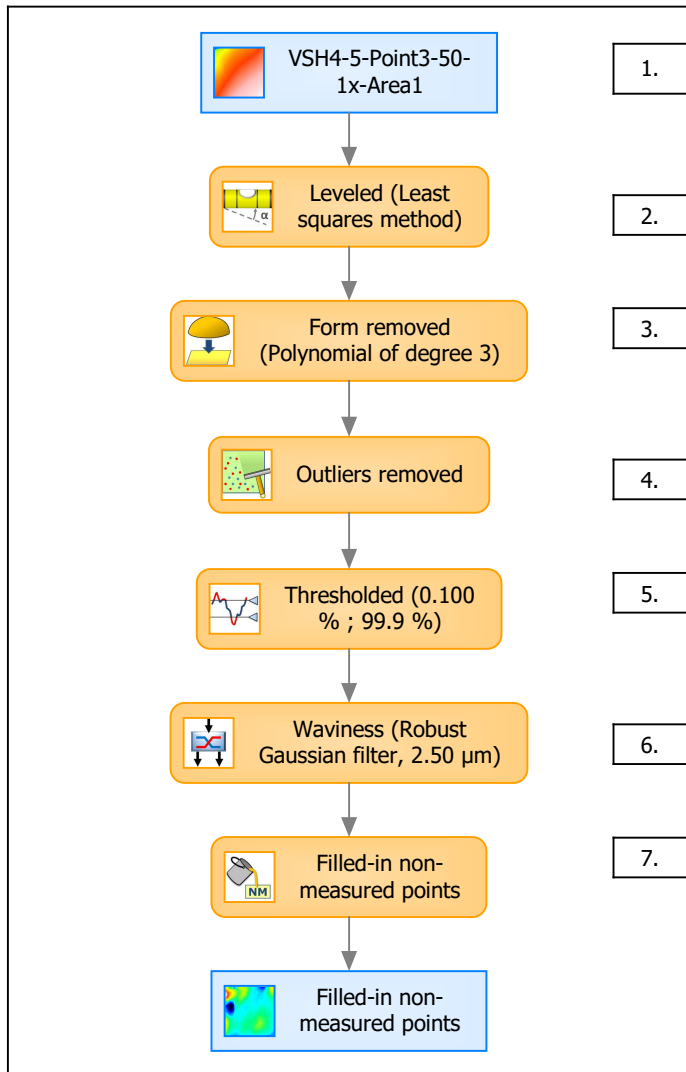 VSH4-5-Point3-50-
1x-Area1
1.
Leveled (Least
squares method)
α
2.
Form removed
(Polynomial of degree 3)
3.
Outliers removed
4.
Thresholded (0.100
% ; 99.9 %)
5.
Waviness (Robust
Gaussian filter, 2.50 µm)
6.
Filled-in non-
measured points
NM
7.
Filled-in non-
measured points